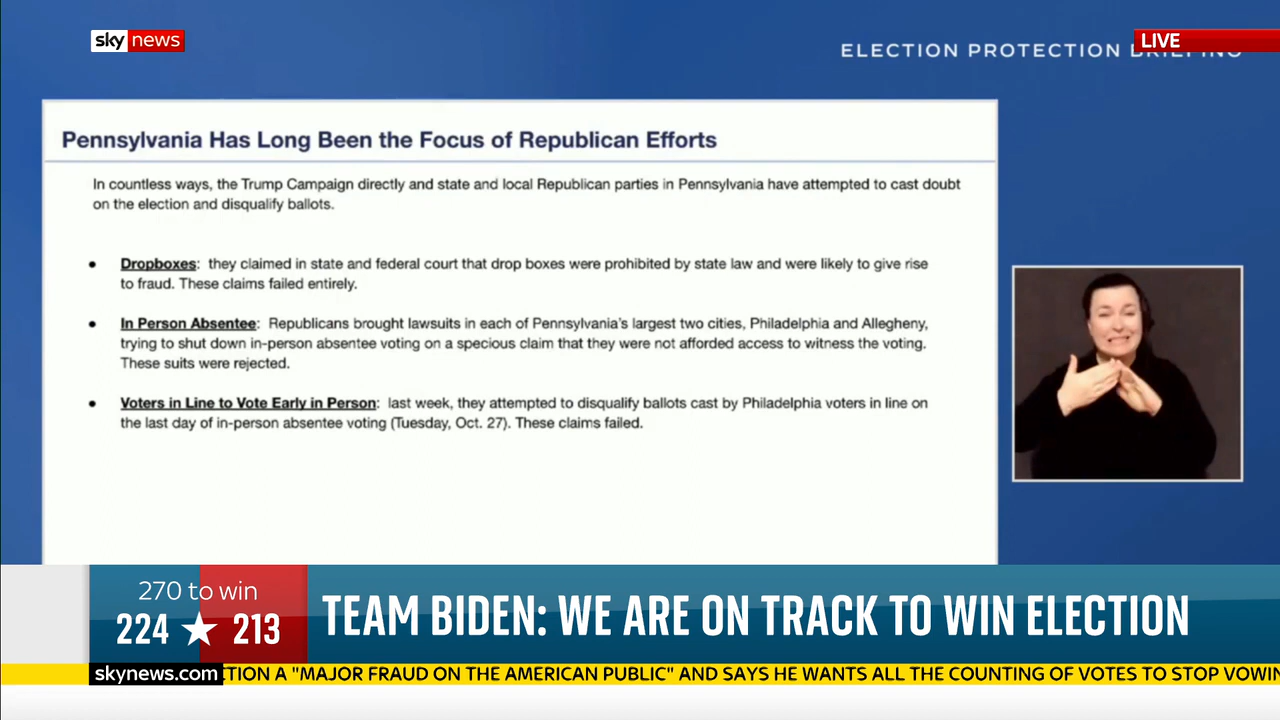 sky news
LIVE
ELECTION PROTECTION BRIEFING
Pennsylvania Has Long Been the Focus of Republican Efforts
In countless ways, the Trump Campaign directly and state and local Republican parties in Pennsylvania have attempted to cast doubt
on the election and disqualify ballots.
● Dropboxes: they claimed in state and federal court that drop boxes were prohibited by state law and were likely to give rise
to fraud. These claims failed entirely.
● In Person Absentee: Republicans brought lawsuits in each of Pennsylvania's largest two cities, Philadelphia and Allegheny,
trying to shut down in-person absentee voting on a specious claim that they were not afforded access to witness the voting.
These suits were rejected.
● Voters in Line to Vote Early in Person: last week, they attempted to disqualify ballots cast by Philadelphia voters in line on
the last day of in-person absentee voting (Tuesday, Oct. 27). These claims failed.
270 to win
224 ★ 213
TEAM BIDEN: WE ARE ON TRACK TO WIN ELECTION
skynews.com CTION A "MAJOR FRAUD ON THE AMERICAN PUBLIC" AND SAYS HE WANTS ALL THE COUNTING OF VOTES TO STOP VOWIN